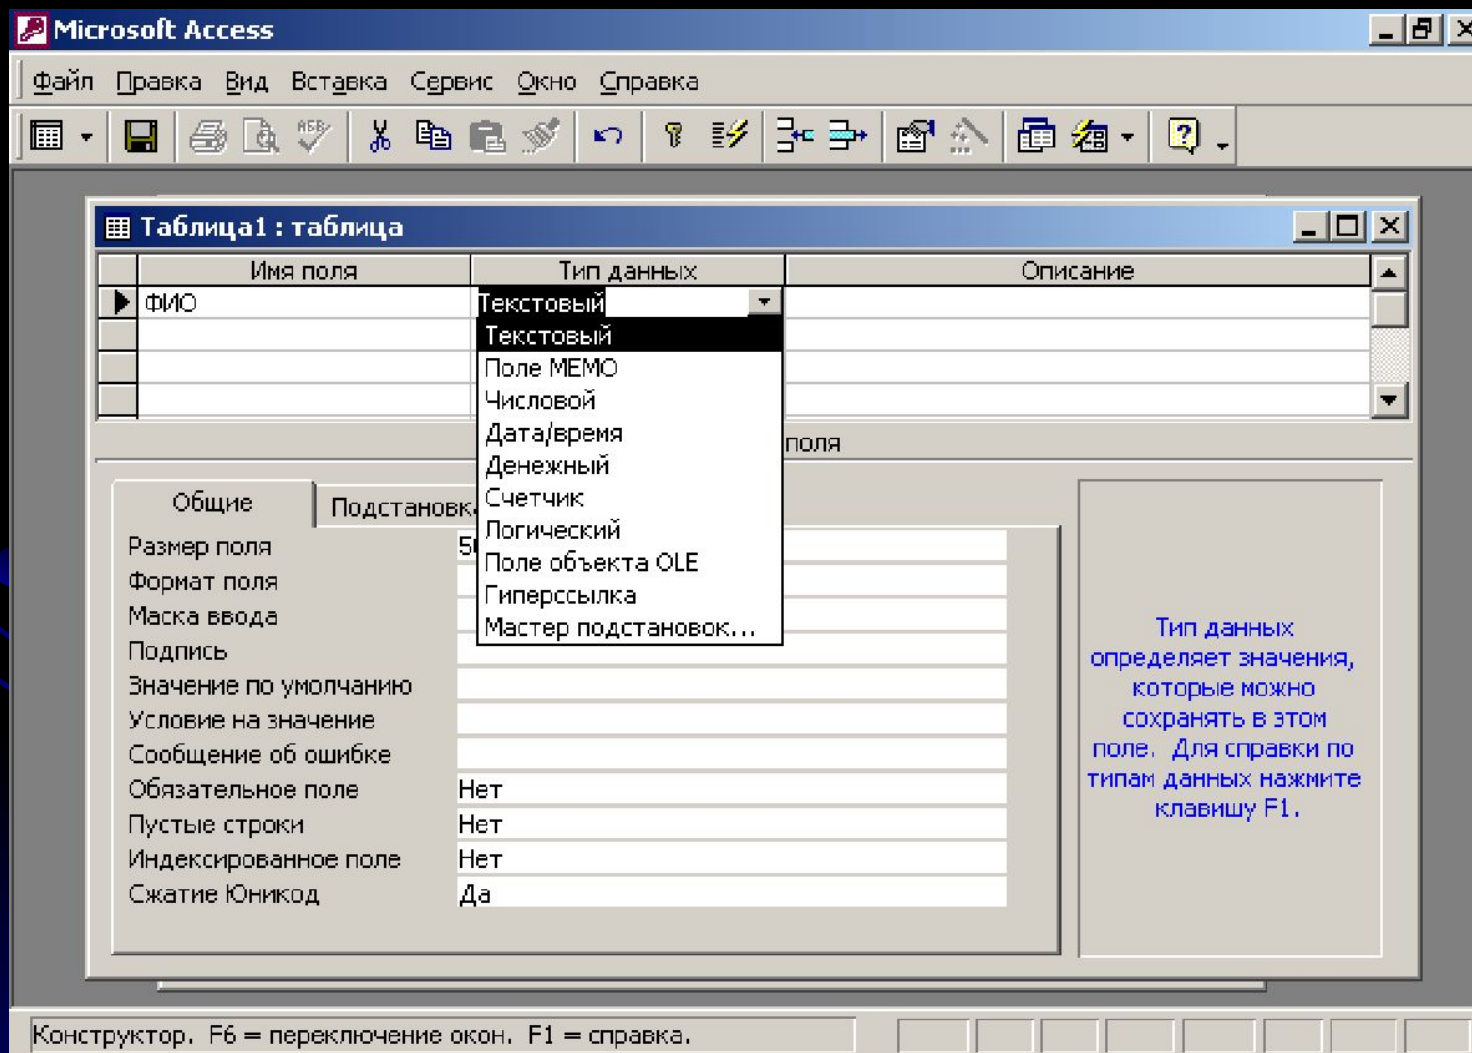 Microsoft Access
Файл Правка Вид Вставка Сервис Окно Справка
Таблица1 : таблица
Имя поля Тип данных Описание
ФИО Текстовый
Текстовый
Поле MEMO
Числовой
Дата/время
Денежный
Счетчик
Логический
Поле объекта OLE
Гиперссылка
Мастер подстановок...
поля
Общие
Размер поля
Формат поля
Маска ввода
Подпись
Значение по умолчанию
Условие на значение
Сообщение об ошибке
Обязательное поле Нет
Пустые строки Нет
Индексированное поле Нет
Сжатие Юникод Да
Тип данных
определяет значения,
которые можно
сохранять в этом
поле. Для справки по
типам данных нажмите
клавишу F1.
Конструктор. F6 = переключение окон. F1 = справка.